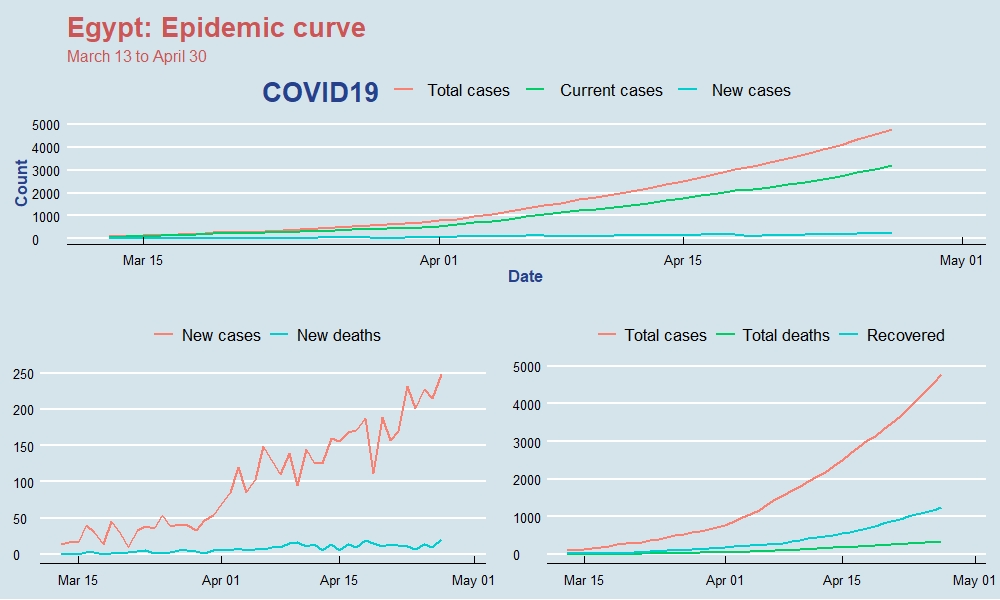 Egypt: Epidemic curve
March 13 to April 30
COVID19 Total cases Current cases New cases
Count
5000
4000
3000
2000
1000
0
Mar 15 Apr 01 Apr 15 May 01
Date
New cases New deaths
250
200
150
100
50
0
Mar 15 Apr 01 Apr 15 May 01
Total cases Total deaths Recovered
5000
4000
3000
2000
1000
0
Mar 15 Apr 01 Apr 15 May 01